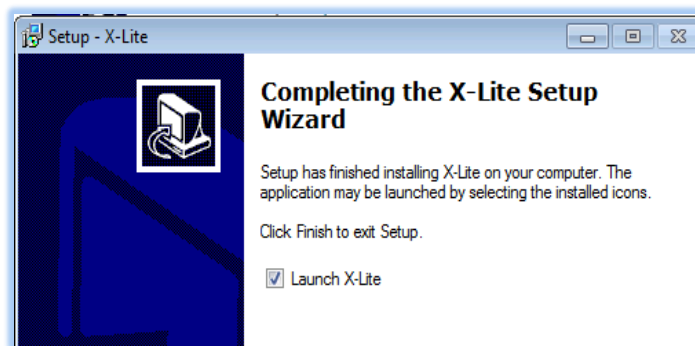 Setup - X-Lite
Completing the X-Lite Setup
Wizard
Setup has finished installing X-Lite on your computer. The
application may be launched by selecting the installed icons.
Click Finish to exit Setup.
Launch X-Lite